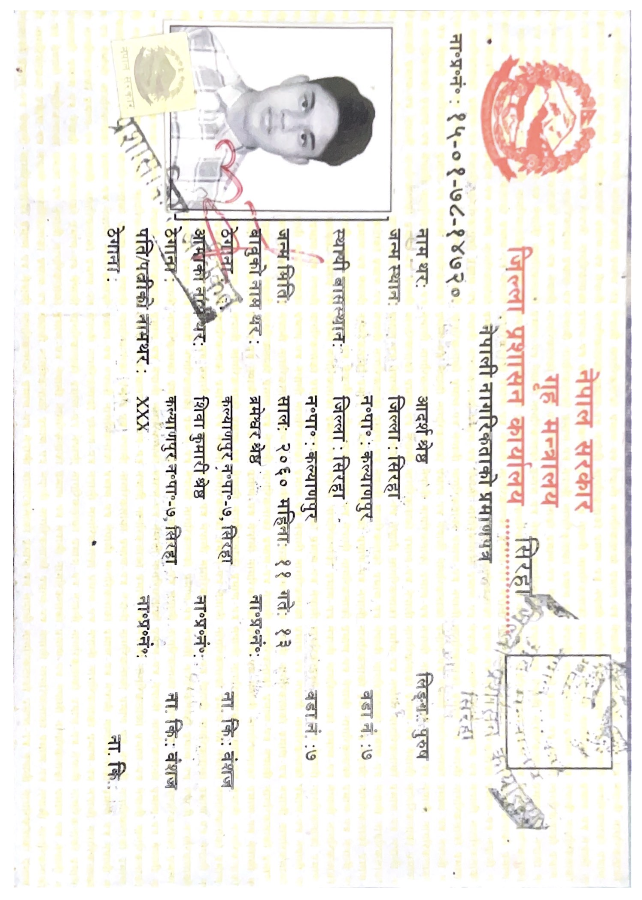 नेपाल सरकार
गृह मन्त्रालय
जिल्ला प्रशासन कार्यालय ........ सिरहा
नेपाली नागरिकताको प्रमाणपत्र
ना॰प्र॰नं॰ : १५-०१-७८-१४७२०
नाम थर: आदर्श श्रेष्ठ लिङ्ग: पुरुष
जन्म स्थान: जिल्ला : सिरहा
न॰पा॰ : कल्याणपुर वडा नं : ७
स्थायी बासस्थान: जिल्ला : सिरहा
न॰पा॰ : कल्याणपुर वडा नं : ७
जन्म मिति: साल: २०६० महिना: ११ गते: १३
बाबुको नाम थर : श्रेष्ठ ना॰प्र॰नं॰:
ठेगाना: कल्याणपुर न॰पा॰-७, सिरहा ना कि : वंशज
आमाको नाम थर : शिवा कुमारी श्रेष्ठ ना॰प्र॰नं॰:
ठेगाना: कल्याणपुर न॰पा॰-७, सिरहा ना कि : वंशज
पति/पत्नीको नामथर : XXX ना॰प्र॰नं॰:
ठेगाना : ना कि :
सिरहा